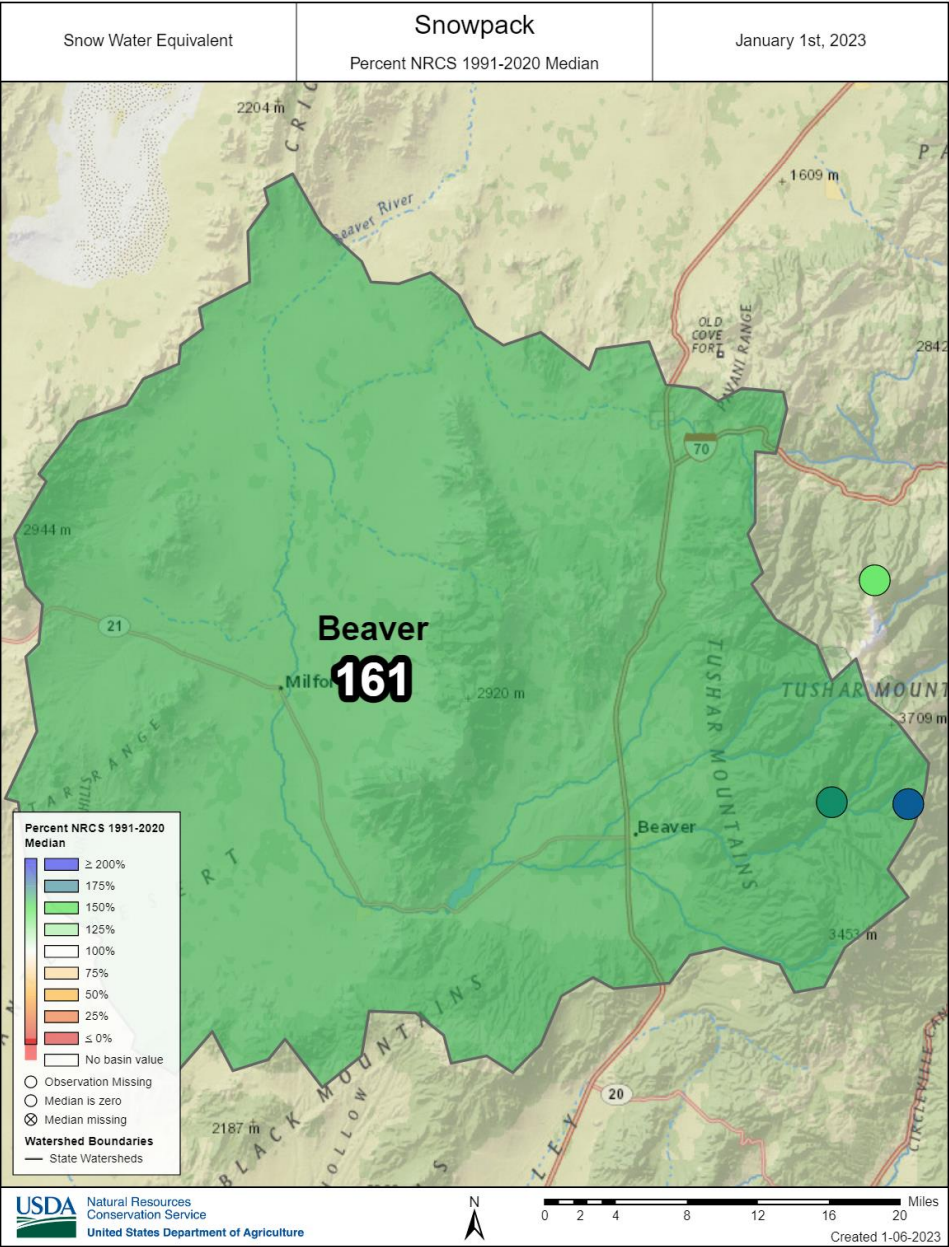 Snow Water Equivalent
Snowpack
Percent NRCS 1991-2020 Median
January 1st, 2023
2204 m
Beaver River
1609 m
OLD
COVE
FORT
2842
70
2944 m
21
Beaver
161
2920 m
TUSHAR MOUNTAINS
TUSHAR MOUNT
3709 m
Beaver
3453 m
BLACK MOUNTAINS
2187 m
20
Percent NRCS 1991-2020
Median
≥ 200%
175%
150%
125%
100%
75%
50%
25%
≤ 0%
No basin value
Observation Missing
Median is zero
Median missing
Watershed Boundaries
State Watersheds
USDA
Natural Resources
Conservation Service
United States Department of Agriculture
N
Miles
0 2 4 8 12 16 20
Created 1-06-2023